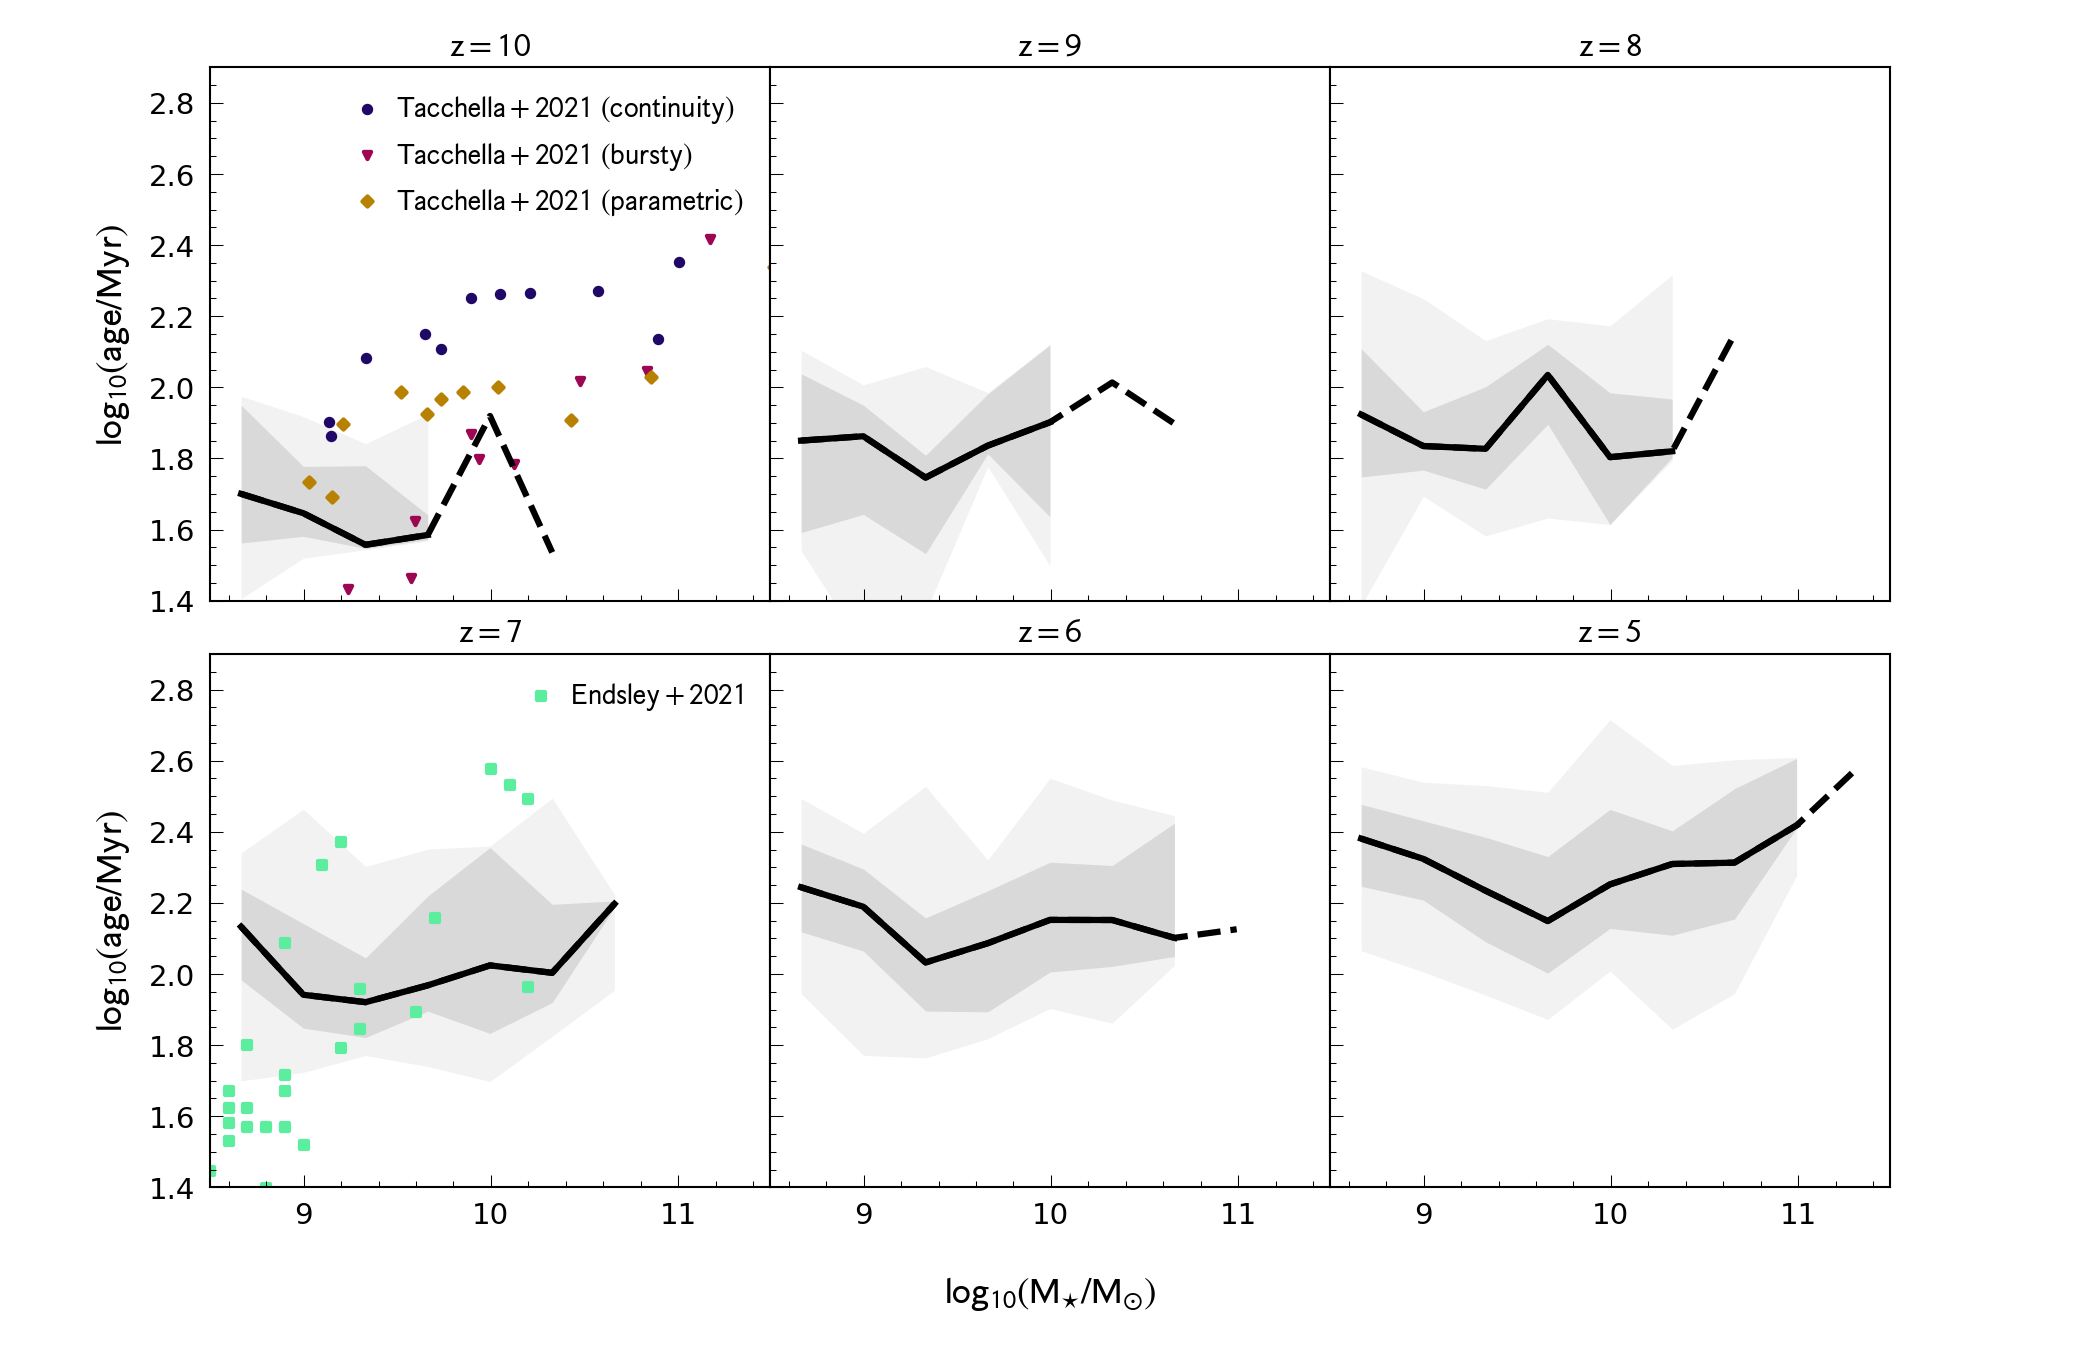 z = 10
z = 9
z = 8
log₁₀(age/Myr)
2.8
2.6
2.4
2.2
2.0
1.8
1.6
1.4
Tacchella + 2021 (continuity)
Tacchella + 2021 (bursty)
Tacchella + 2021 (parametric)
z = 7
z = 6
z = 5
log₁₀(age/Myr)
2.8
2.6
2.4
2.2
2.0
1.8
1.6
1.4
Endsley + 2021
9 10 11 9 10 11 9 10 11
log₁₀(M⋆/M⊙)